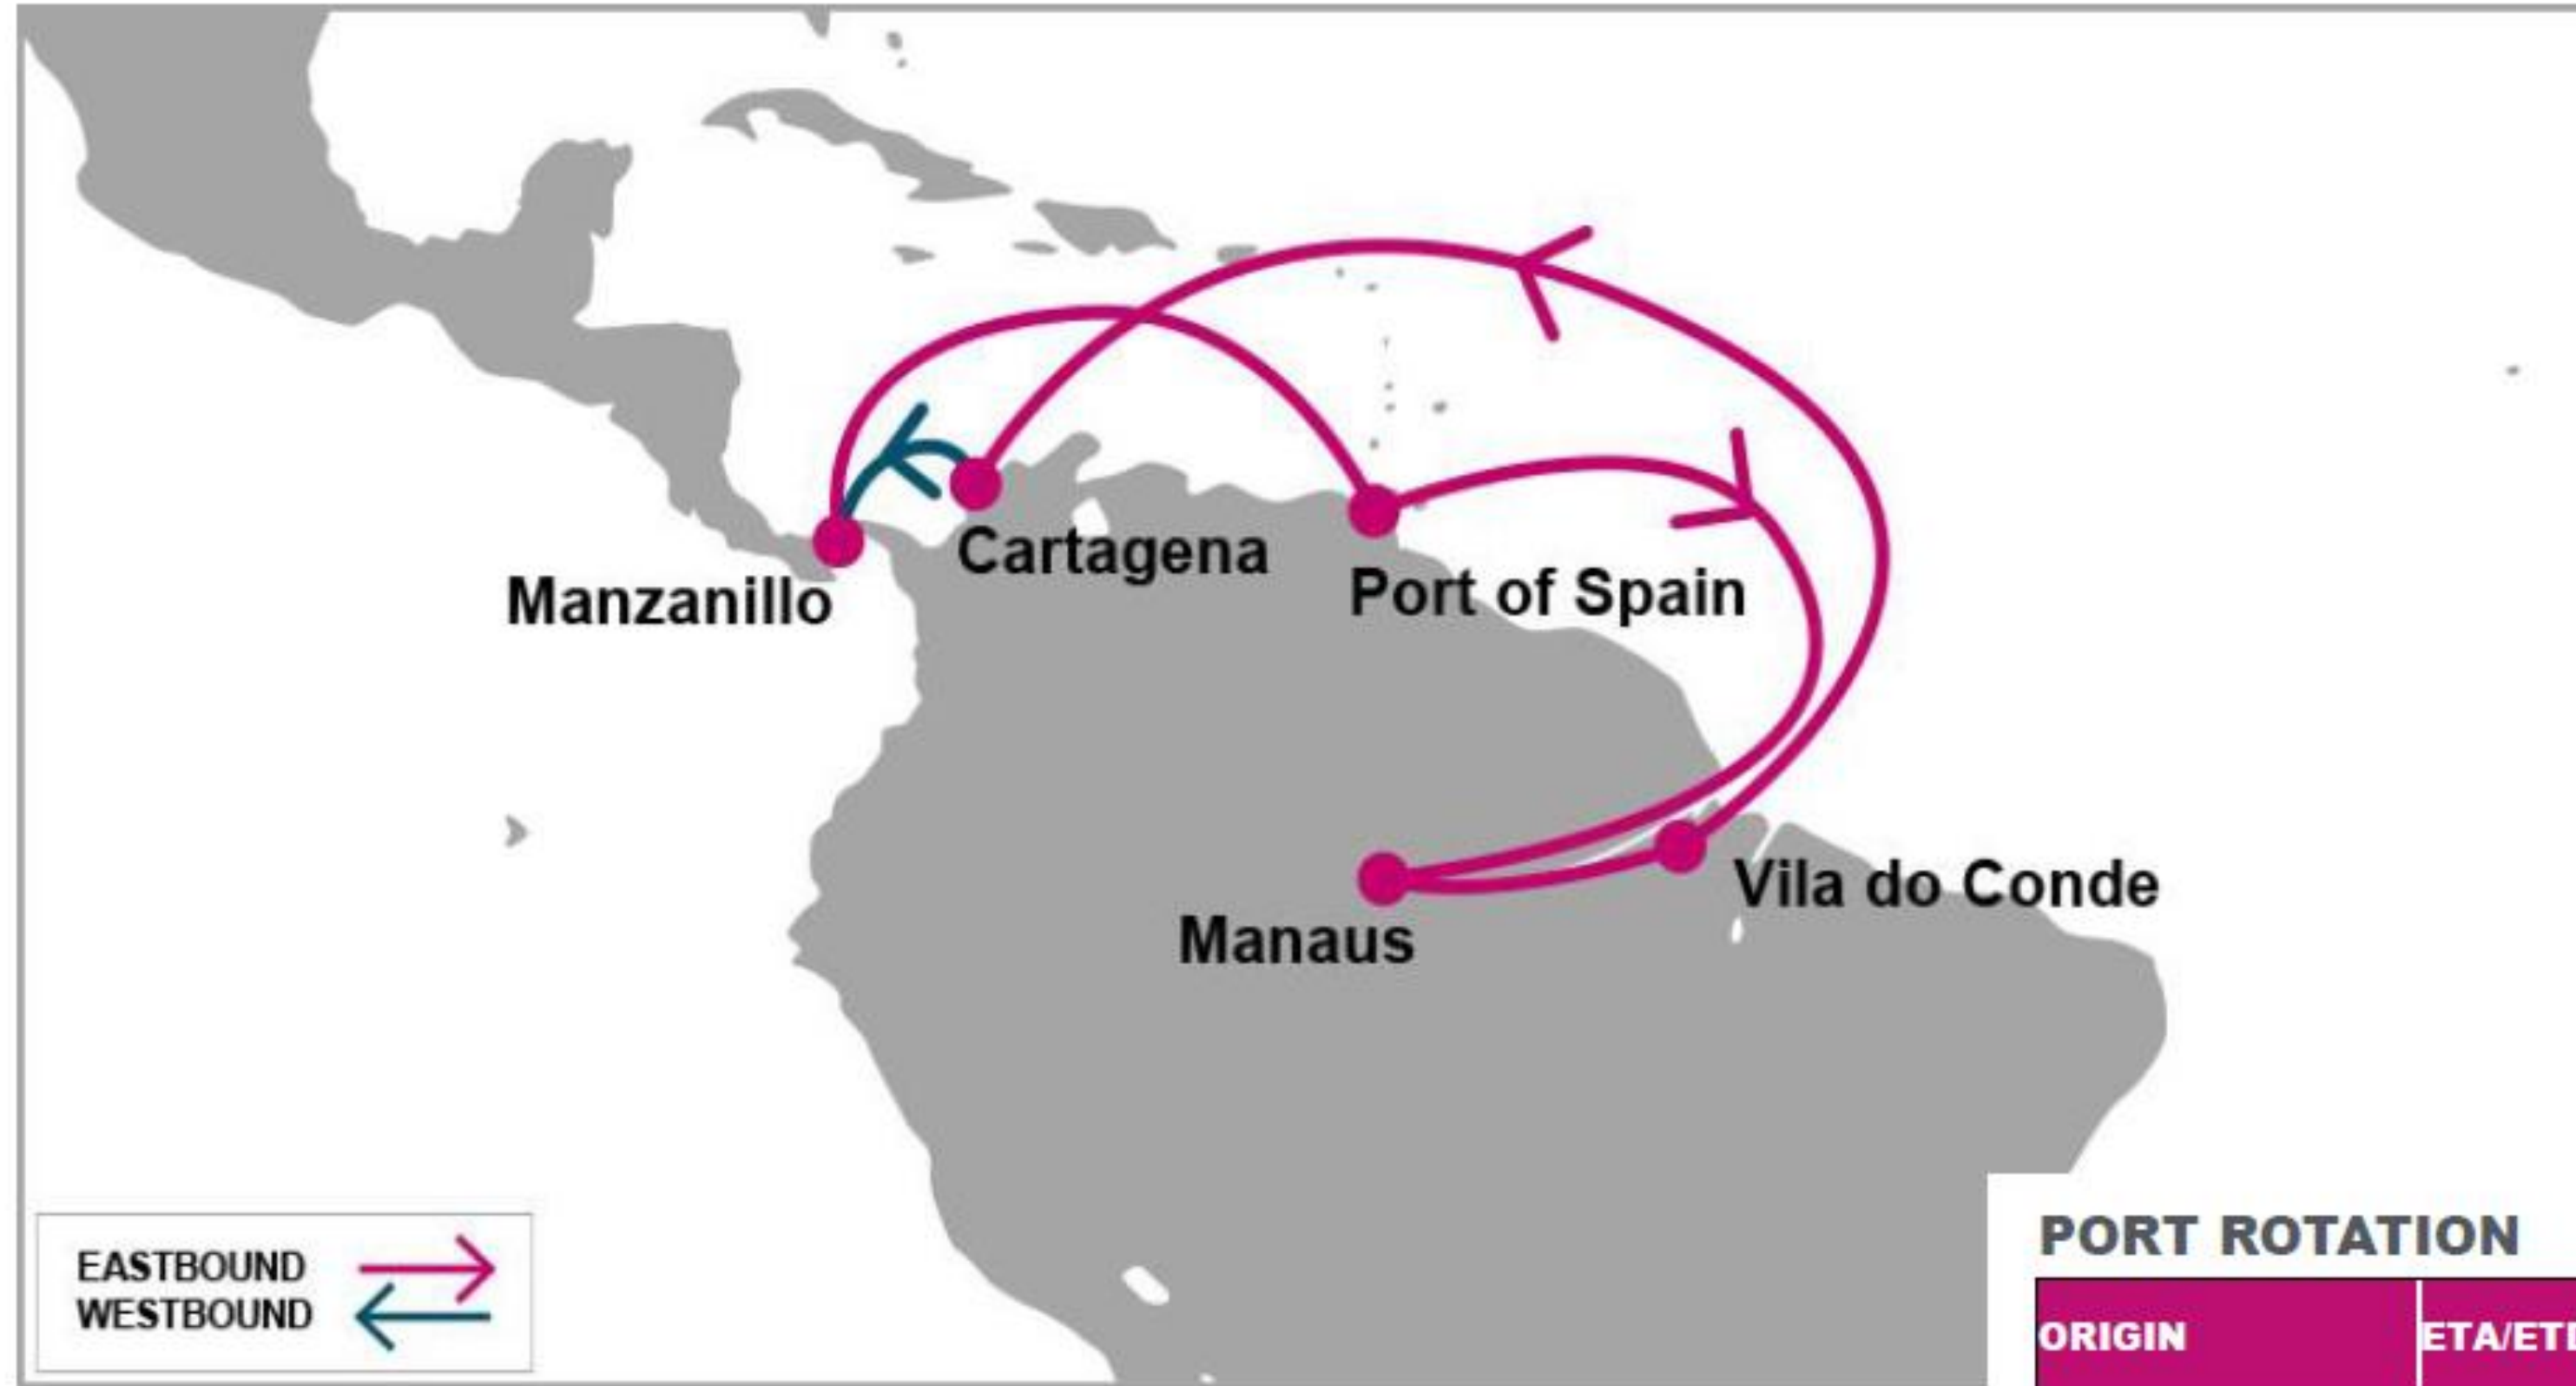 Cartagena
Manzanillo
Port of Spain
Vila do Conde
Manaus
EASTBOUND
WESTBOUND
PORT ROTATION
ORIGIN